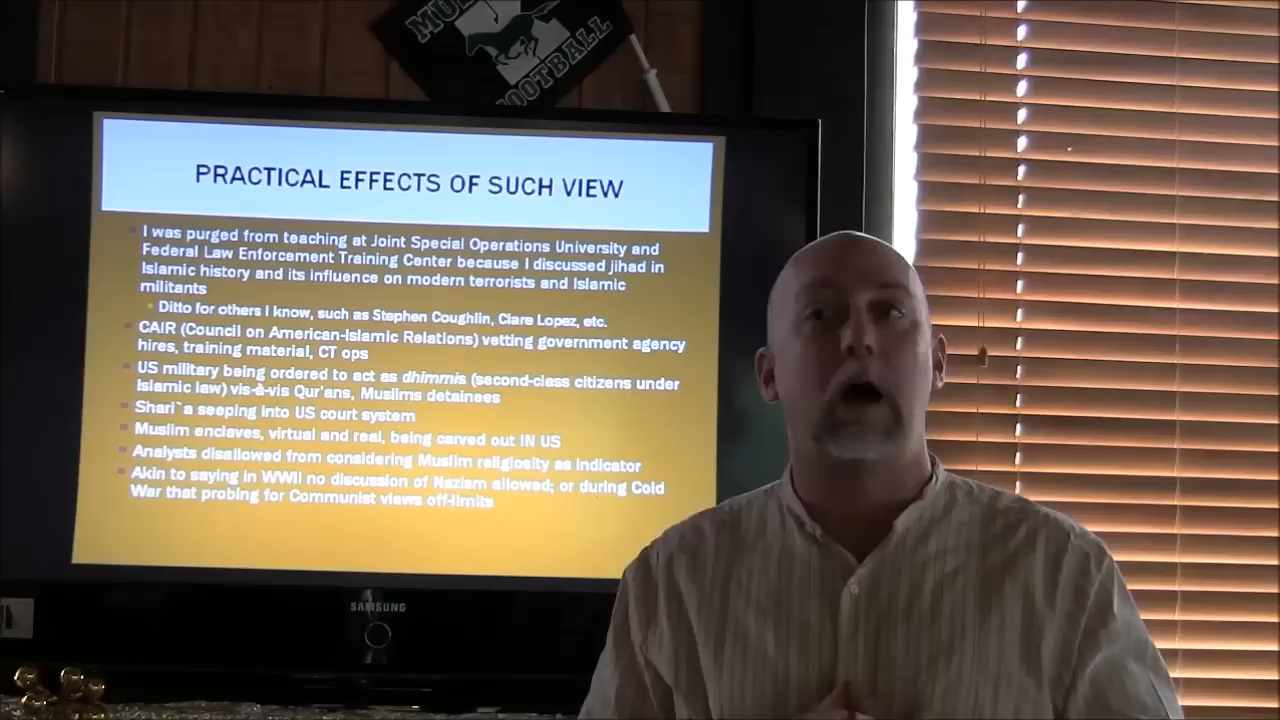 MU
FOOTBALL
PRACTICAL EFFECTS OF SUCH VIEW
I was purged from teaching at Joint Special Operations University and
Federal Law Enforcement Training Center because I discussed jihad in
Islamic history and its influence on modern terrorists and Islamic
militants
Ditto for others I know, such as Stephen Coughlin, Clare Lopez, etc.
CAIR (Council on American-Islamic Relations) vetting government agency
hires, training material, CT ops
US military being ordered to act as dhimmis (second-class citizens under
Islamic law) vis-à-vis Qur'ans, Muslims detainees
Shari`a seeping into US court system
Muslim enclaves, virtual and real, being carved out IN US
Analysts disallowed from considering Muslim religiosity as indicator
Akin to saying in WWII no discussion of Nazism allowed; or during Cold
War that probing for Communist views off-limits
SAMSUNG